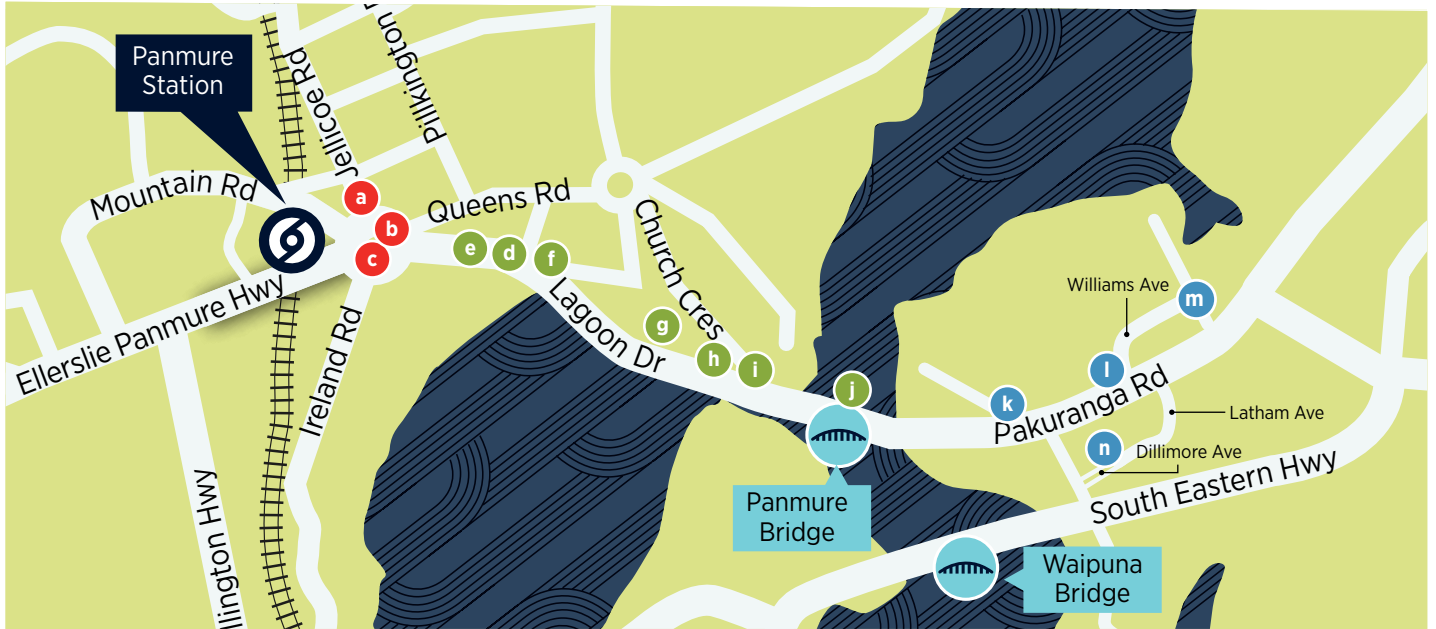 Panmure
Station
Jellicoe Rd
Pilkington
Mountain Rd
a
b
c
Queens Rd
Church Cres
e
d
f
Ellerslie Panmure Hwy
Ireland Rd
Lagoon Dr
g
h
i
j
Williams Ave
m
l
k
Pakuranga Rd
Latham Ave
n
Dillimore Ave
South Eastern Hwy
llington Hwy
Panmure
Bridge
Waipuna
Bridge